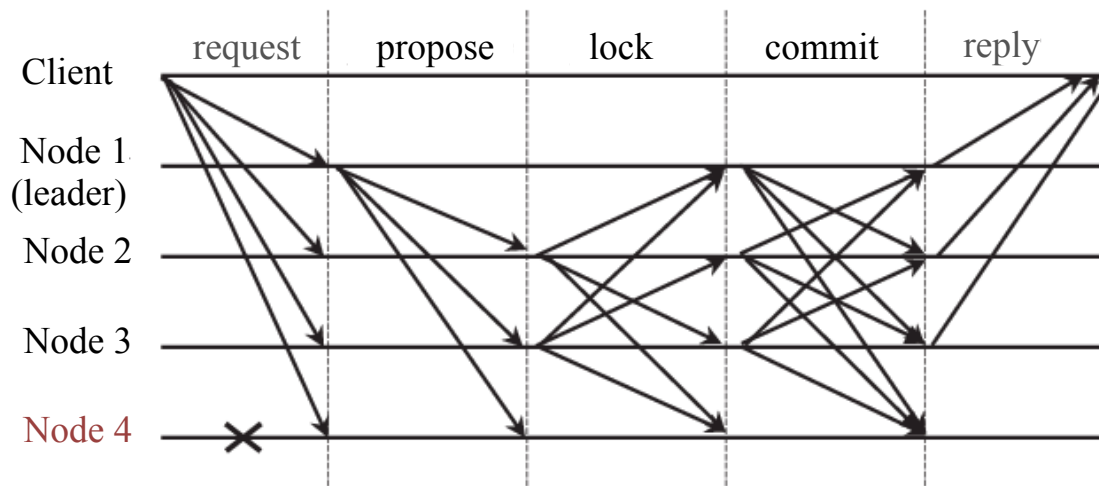 request propose lock commit reply
Client
Node 1
(leader)
Node 2
Node 3
Node 4